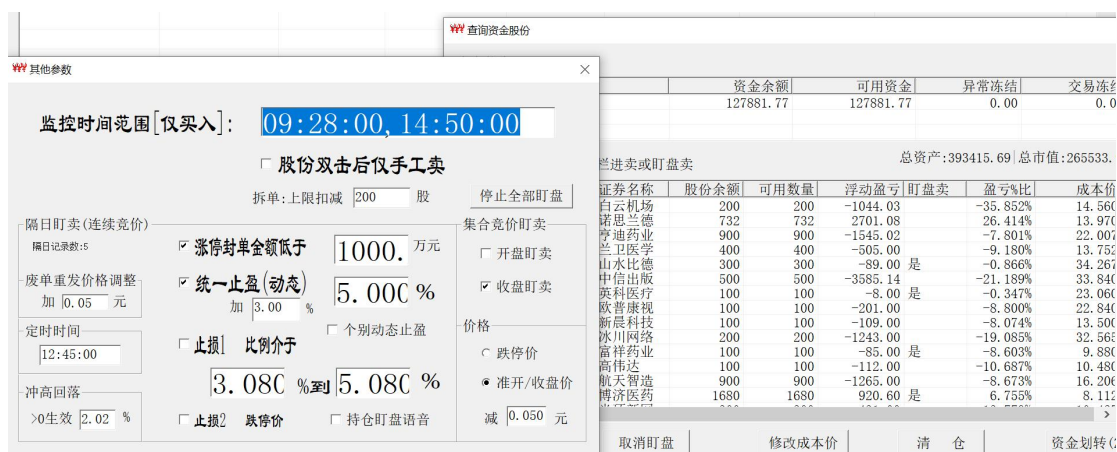 查询资金股份
其他参数
资金余额 可用资金 异常冻结 交易冻结
127881.77 127881.77 0.00 0.0
监控时间范围[仅买入]: 09:28:00,14:50:00
股份双击后仅手工卖
栏进卖或盯盘卖 总资产:393415.69 总市值:265533.
拆单:上限扣减 200 股 停止全部盯盘
隔日盯卖(连续竞价)
隔日记录数:5
涨停封单金额低于 1000. 万元
废单重发价格调整
加 0.05 元
统一止盈(动态) 5.000 %
加 3.00 %
个别动态止盈
定时时间
12:45:00
止损1 比例介于
3.080 %到 5.080 %
冲高回落
>0生效 2.02 %
止损2 跌停价
持仓盯盘语音
集合竞价盯卖
开盘盯卖
收盘盯卖
价格
跌停价
准开/收盘价
减 0.050 元
证券名称 股份余额 可用数量 浮动盈亏 盯盘卖 盈亏%比 成本价
白云机场 200 200 -1044.03 -35.852% 14.560
诺思兰德 732 732 2701.08 26.414% 13.970
亨迪药业 900 900 -1545.02 -7.801% 22.007
兰卫医学 400 400 -505.00 -9.180% 13.752
山水比德 300 300 -89.00 是 -0.866% 34.267
中信出版 500 500 -3585.14 -21.189% 33.840
英科医疗 100 100 -8.00 是 -0.347% 23.060
欧普康视 100 100 -201.00 -8.800% 22.840
新晨科技 100 100 -109.00 -8.074% 13.500
冰川网络 200 200 -1243.00 -19.085% 32.565
富祥药业 100 100 -85.00 是 -8.603% 9.880
高伟达 100 100 -112.00 -10.687% 10.480
航天智造 900 900 -1265.00 -8.673% 16.206
博济医药 1680 1680 920.60 是 6.755% 8.112
取消盯盘 修改成本价 清 仓 资金划转(2